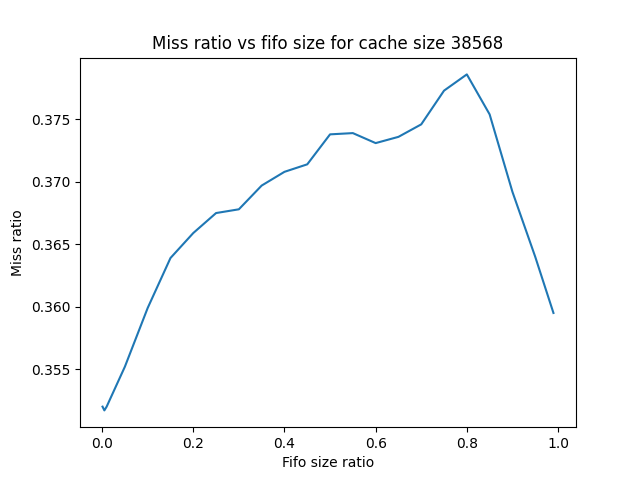 Miss ratio vs fifo size for cache size 38568
Miss ratio
0.375
0.370
0.365
0.360
0.355
0.0 0.2 0.4 0.6 0.8 1.0
Fifo size ratio